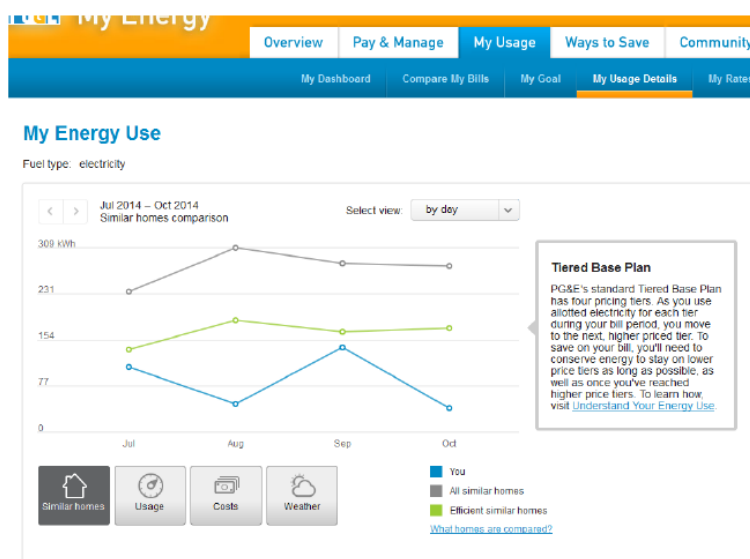 My Energy
Overview Pay & Manage My Usage Ways to Save Community
My Dashboard Compare My Bills My Goal My Usage Details My Rates
My Energy Use
Fuel type: electricity
Jul 2014 – Oct 2014
Similar homes comparison
Select view: by day
309 kWh
231
154
77
0
Jul Aug Sep Oct
Tiered Base Plan
PG&E's standard Tiered Base Plan
has four pricing tiers. As you use
allotted electricity for each tier
during your bill period, you move
to the next, higher priced tier. To
save on your bill, you'll need to
conserve energy to stay on lower
price tiers as long as possible, as
well as once you've reached
higher price tiers. To learn how,
visit Understand Your Energy Use.
Similar homes Usage Costs Weather
You
All similar homes
Efficient similar homes
What homes are compared?